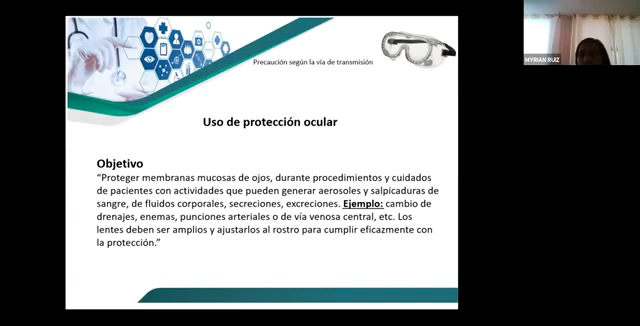 Precaución según la vía de transmisión
Uso de protección ocular
Objetivo
"Proteger membranas mucosas de ojos, durante procedimientos y cuidados
de pacientes con actividades que pueden generar aerosoles y salpicaduras de
sangre, de fluidos corporales, secreciones, excreciones. Ejemplo: cambio de
drenajes, enemas, punciones arteriales o de vía venosa central, etc. Los
lentes deben ser amplios y ajustarlos al rostro para cumplir eficazmente con
la protección."
MYRIAN RUIZ